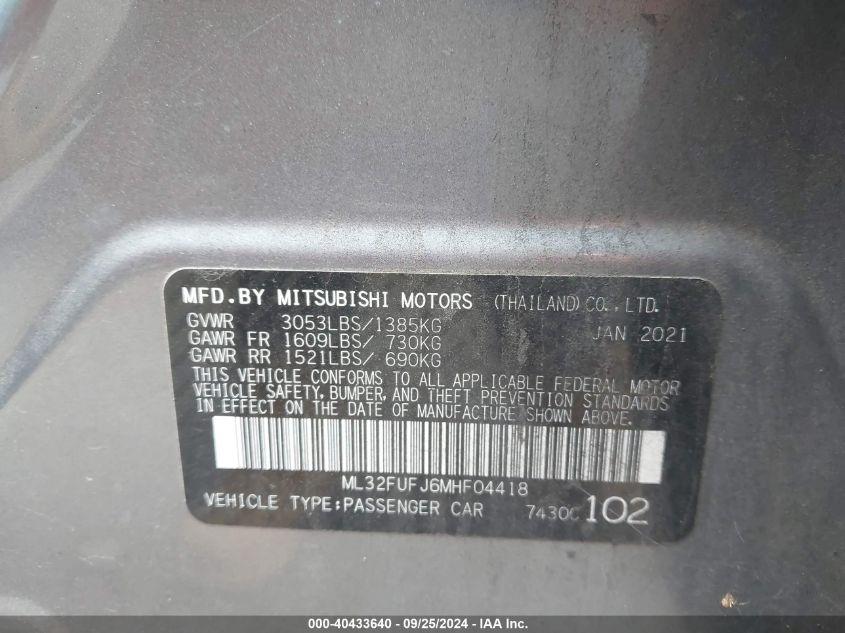 MFD.BY MITSUBISHI MOTORS (THAILAND) CO., LTD.
GVWR 3053LBS/1385KG JAN 2021
GAWR FR 1609LBS/ 730KG
GAWR RR 1521LBS/ 690KG
THIS VEHICLE CONFORMS TO ALL APPLICABLE FEDERAL MOTOR
VEHICLE SAFETY, BUMPER, AND THEFT PREVENTION STANDARDS
IN EFFECT ON THE DATE OF MANUFACTURE SHOWN ABOVE.
ML32FUFJ6MHF04418
VEHICLE TYPE:PASSENGER CAR 7430C 102
000-40433640 - 09/25/2024 - IAA Inc.